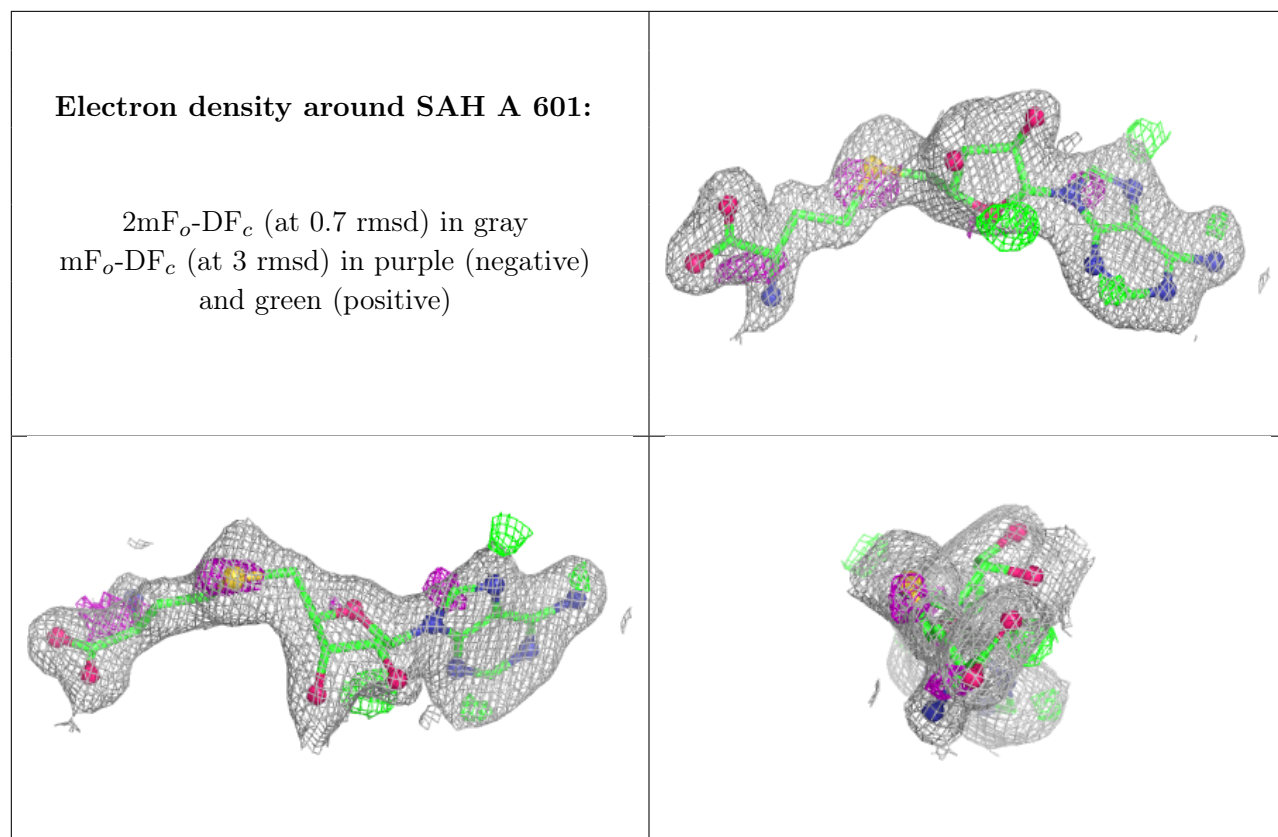 Electron density around SAH A 601:
2mFₒ-DF𝒸 (at 0.7 rmsd) in gray
mFₒ-DF𝒸 (at 3 rmsd) in purple (negative)
and green (positive)